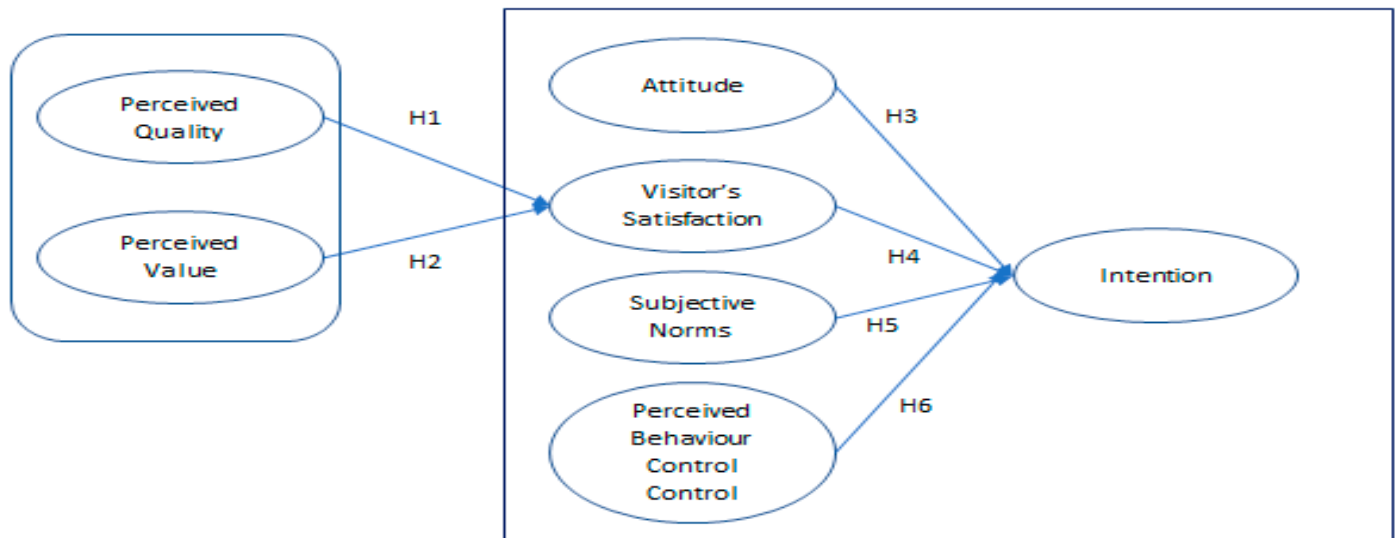 Perceived
Quality
Perceived
Value
H1
H2
Attitude
Visitor's
Satisfaction
Subjective
Norms
Perceived
Behaviour
Control
Control
H3
H4
H5
H6
Intention